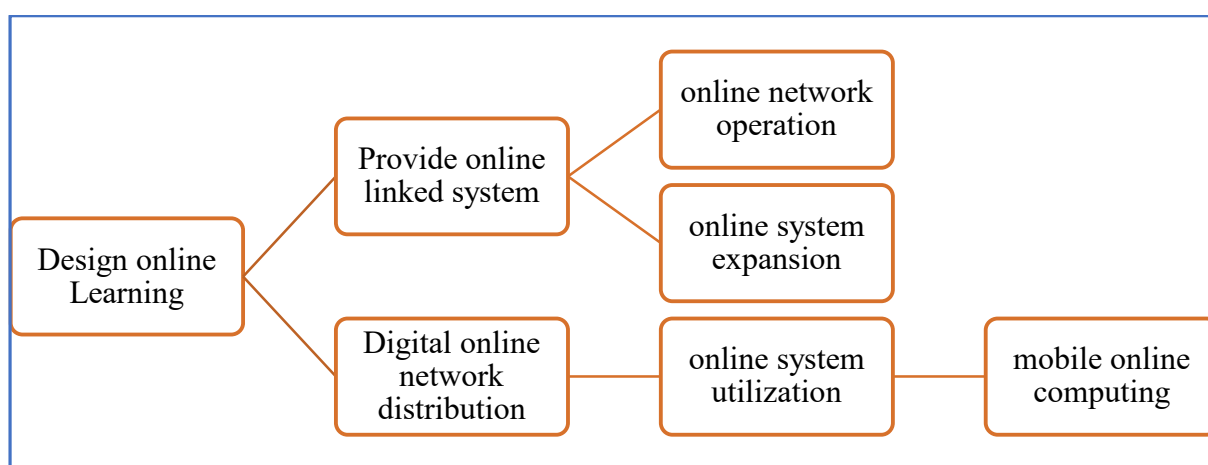 Design online
Learning
Provide online
linked system
online network
operation
online system
expansion
Digital online
network
distribution
online system
utilization
mobile online
computing